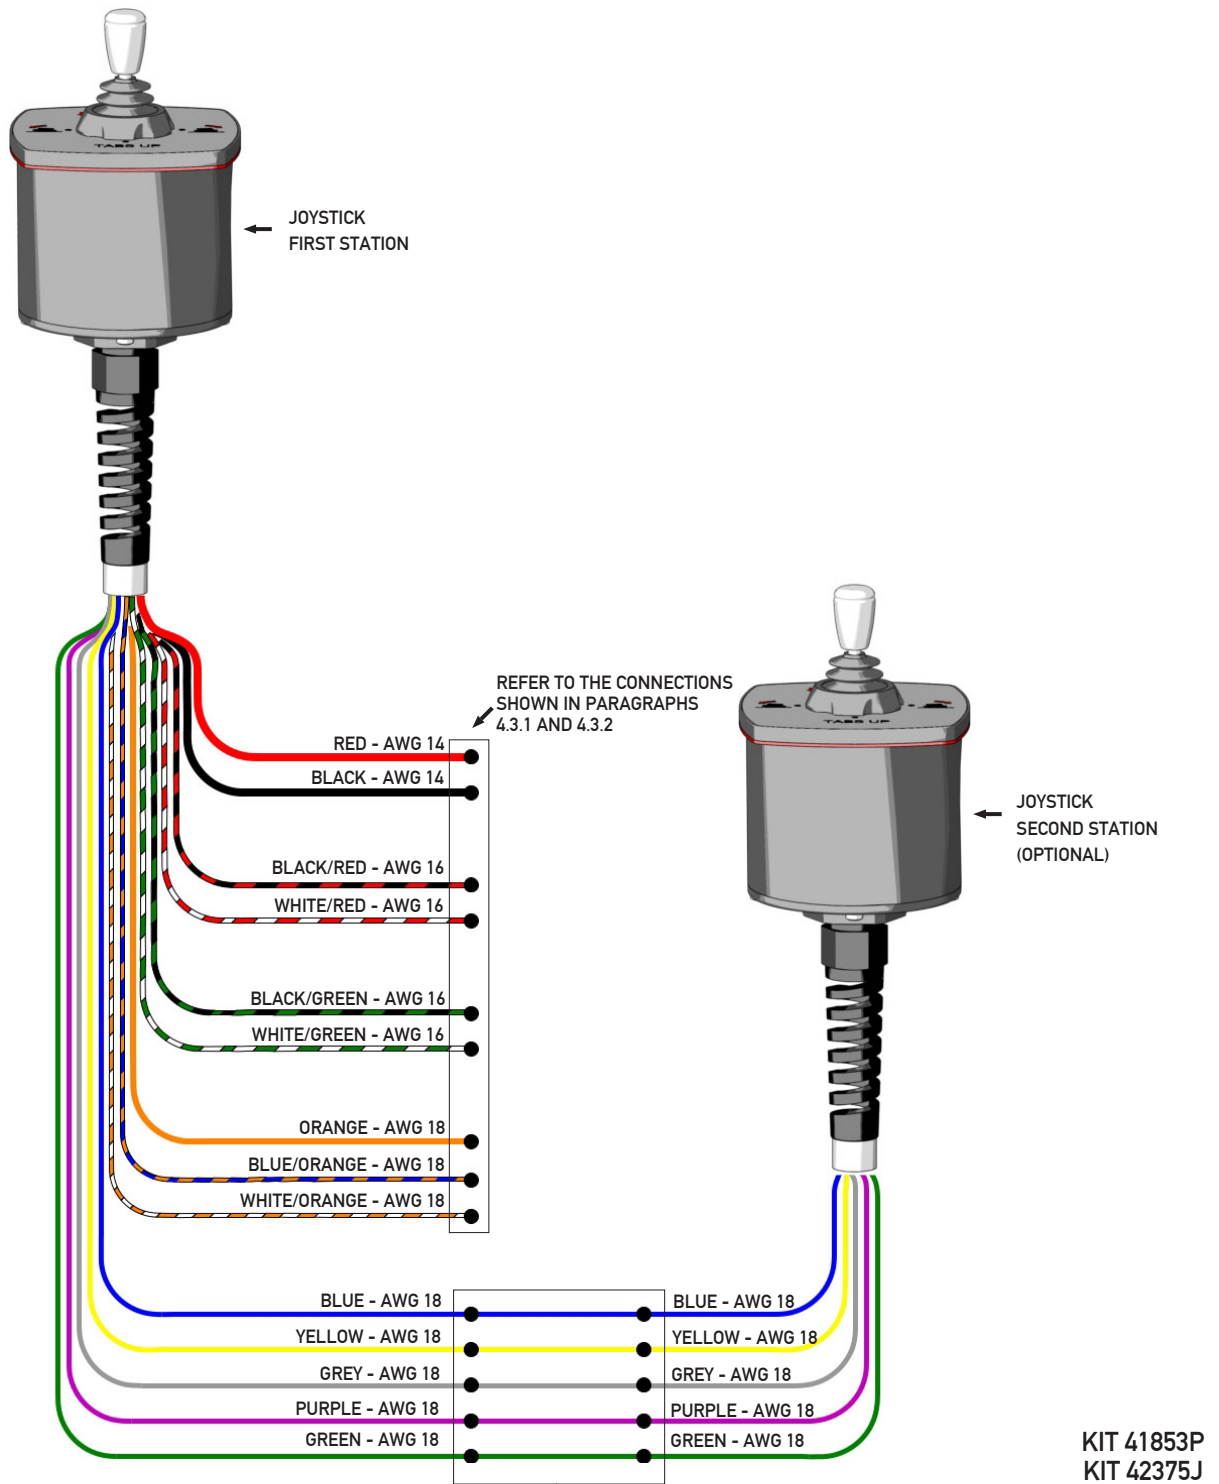 TABS UP
JOYSTICK
FIRST STATION
REFER TO THE CONNECTIONS
SHOWN IN PARAGRAPHS
4.3.1 AND 4.3.2
RED - AWG 14
BLACK - AWG 14
BLACK/RED - AWG 16
WHITE/RED - AWG 16
BLACK/GREEN - AWG 16
WHITE/GREEN - AWG 16
ORANGE - AWG 18
BLUE/ORANGE - AWG 18
WHITE/ORANGE - AWG 18
TABS UP
JOYSTICK
SECOND STATION
(OPTIONAL)
BLUE - AWG 18
BLUE - AWG 18
YELLOW - AWG 18
YELLOW - AWG 18
GREY - AWG 18
GREY - AWG 18
PURPLE - AWG 18
PURPLE - AWG 18
GREEN - AWG 18
GREEN - AWG 18
KIT 41853P
KIT 42375J